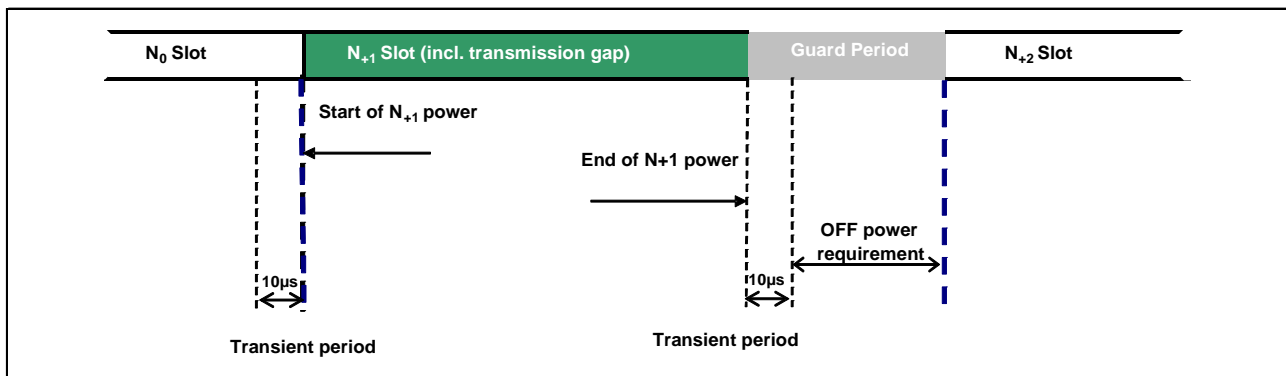 N₀ Slot
N₊₁ Slot (incl. transmission gap)
Guard Period
N₊₂ Slot
Start of N₊₁ power
End of N+1 power
OFF power
requirement
10µs
10µs
Transient period
Transient period